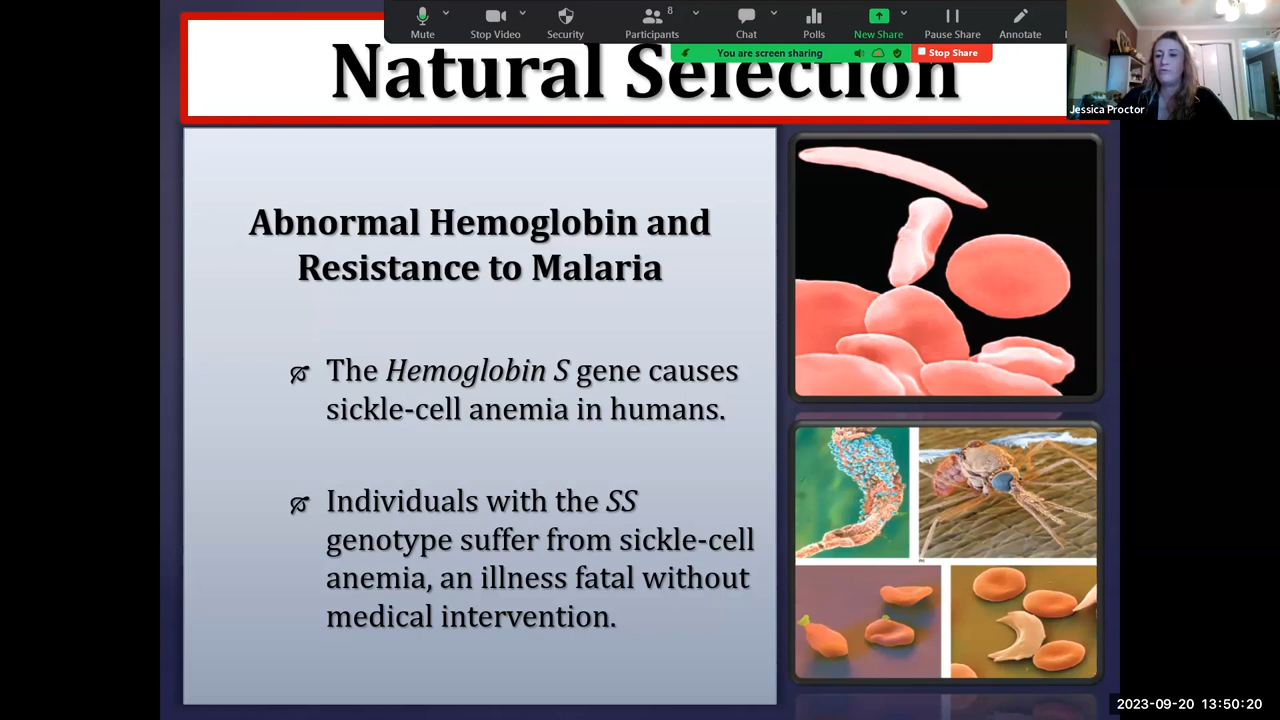 Mute
Stop Video
Security
8
Participants
Chat
Polls
New Share
Pause Share
Annotate
You are screen sharing
Stop Share
Jessica Proctor
Natural Selection
Abnormal Hemoglobin and
Resistance to Malaria
The Hemoglobin S gene causes
sickle-cell anemia in humans.
Individuals with the SS
genotype suffer from sickle-cell
anemia, an illness fatal without
medical intervention.
2023-09-20 13:50:20